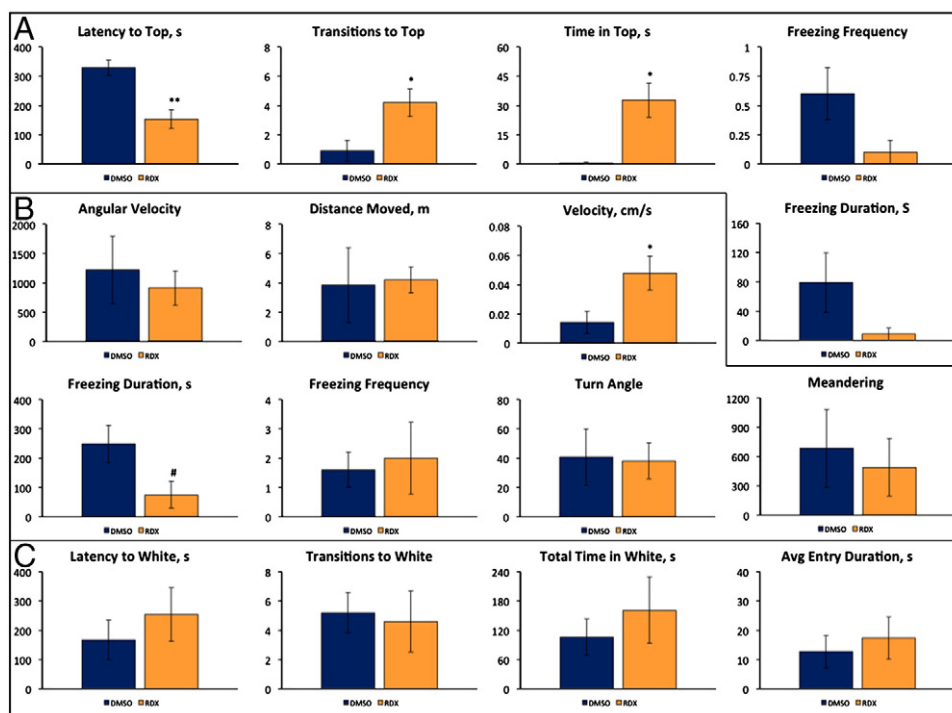 A
Latency to Top, s
400
300
200
100
0
**
DMSO RDX
Transitions to Top
8
6
4
2
0
*
DMSO RDX
Time in Top, s
60
45
30
15
0
*
DMSO RDX
Freezing Frequency
1
0.75
0.5
0.25
0
DMSO RDX
B
Angular Velocity
2000
1500
1000
500
0
DMSO RDX
Distance Moved, m
8
6
4
2
0
DMSO RDX
Velocity, cm/s
0.08
0.06
0.04
0.02
0
*
DMSO RDX
Freezing Duration, S
160
120
80
40
0
DMSO RDX
Freezing Duration, s
400
300
200
100
0
#
DMSO RDX
Freezing Frequency
4
3
2
1
0
DMSO RDX
Turn Angle
80
60
40
20
0
DMSO RDX
Meandering
1200
900
600
300
0
DMSO RDX
C
Latency to White, s
400
300
200
100
0
DMSO RDX
Transitions to White
8
6
4
2
0
DMSO RDX
Total Time in White, s
240
180
120
60
0
DMSO RDX
Avg Entry Duration, s
40
30
20
10
0
DMSO RDX